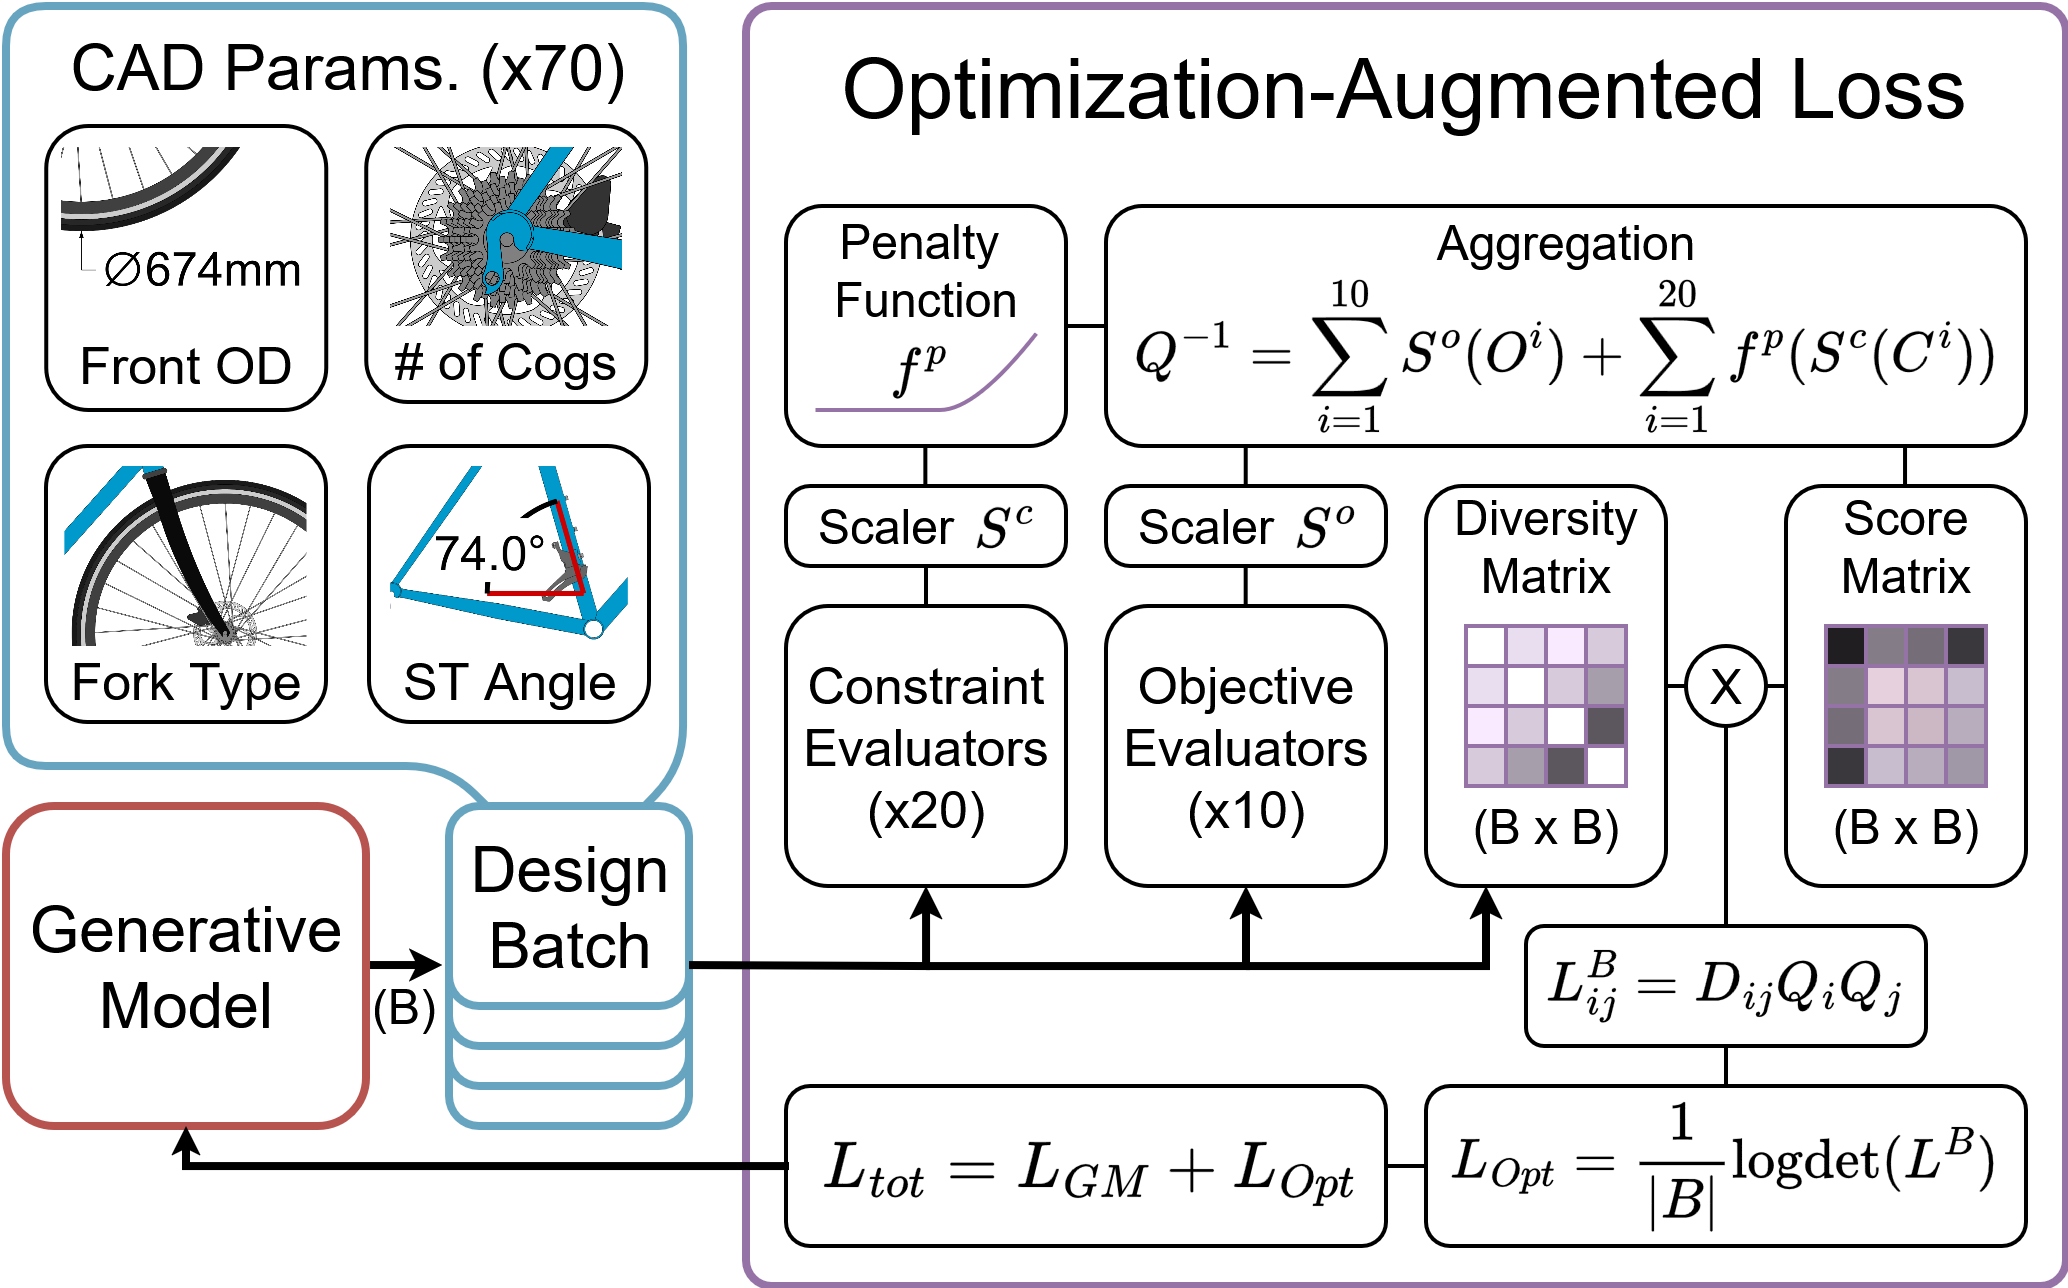 CAD Params. (x70)
∅674mm
Front OD
# of Cogs
Fork Type
74.0°
ST Angle
Generative
Model
(B)
Design
Batch
Optimization-Augmented Loss
Penalty
Function
f^p
Aggregation
Q^{-1} = \sum_{i=1}^{10} S^o(O^i) + \sum_{i=1}^{20} f^p(S^c(C^i))
Scaler S^c
Scaler S^o
Constraint
Evaluators
(x20)
Objective
Evaluators
(x10)
Diversity
Matrix
(B x B)
X
Score
Matrix
(B x B)
L^B_{ij} = D_{ij}Q_iQ_j
L_{Opt} = \frac{1}{|B|} logdet(L^B)
L_{tot} = L_{GM} + L_{Opt}